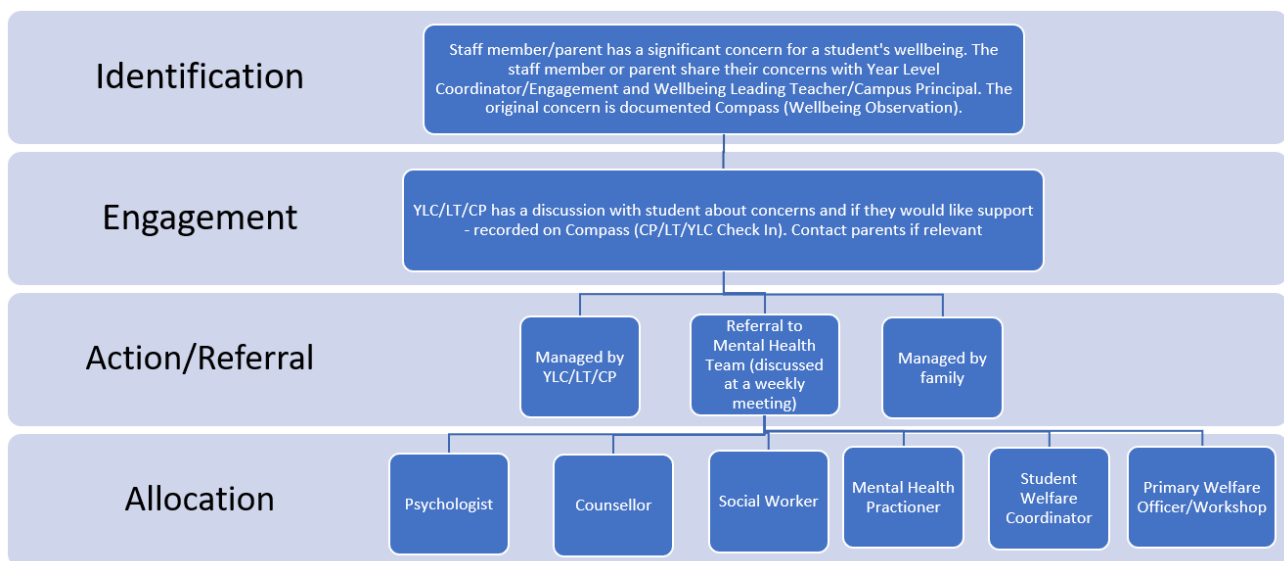 Identification
Staff member/parent has a significant concern for a student's wellbeing. The
staff member or parent share their concerns with Year Level
Coordinator/Engagement and Wellbeing Leading Teacher/Campus Principal. The
original concern is documented Compass (Wellbeing Observation).
Engagement
YLC/LT/CP has a discussion with student about concerns and if they would like support
- recorded on Compass (CP/LT/YLC Check In). Contact parents if relevant
Action/Referral
Managed by
YLC/LT/CP
Referral to
Mental Health
Team (discussed
at a weekly
meeting)
Managed by
family
Allocation
Psychologist
Counsellor
Social Worker
Mental Health
Practioner
Student
Welfare
Coordinator
Primary Welfare
Officer/Workshop